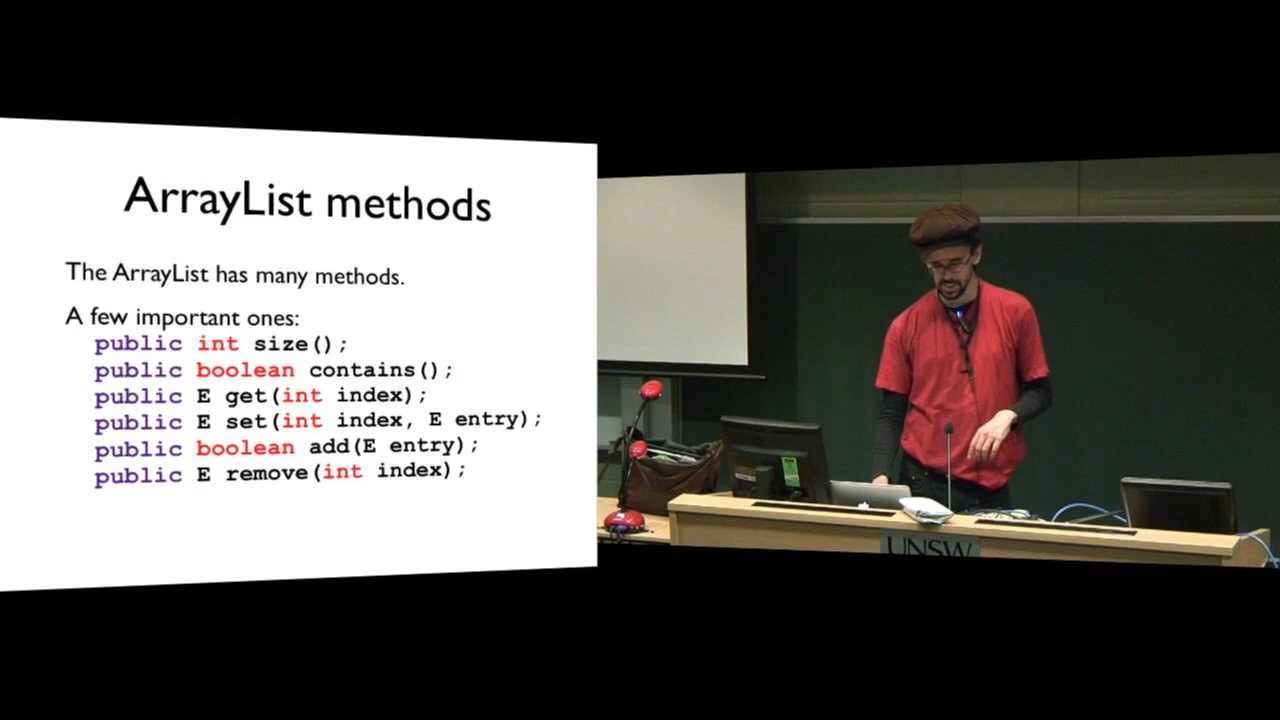 ArrayList methods
The ArrayList has many methods.
A few important ones:
public int size();
public boolean contains();
public E get(int index);
public E set(int index, E entry);
public boolean add(E entry);
public E remove(int index);
UNSW